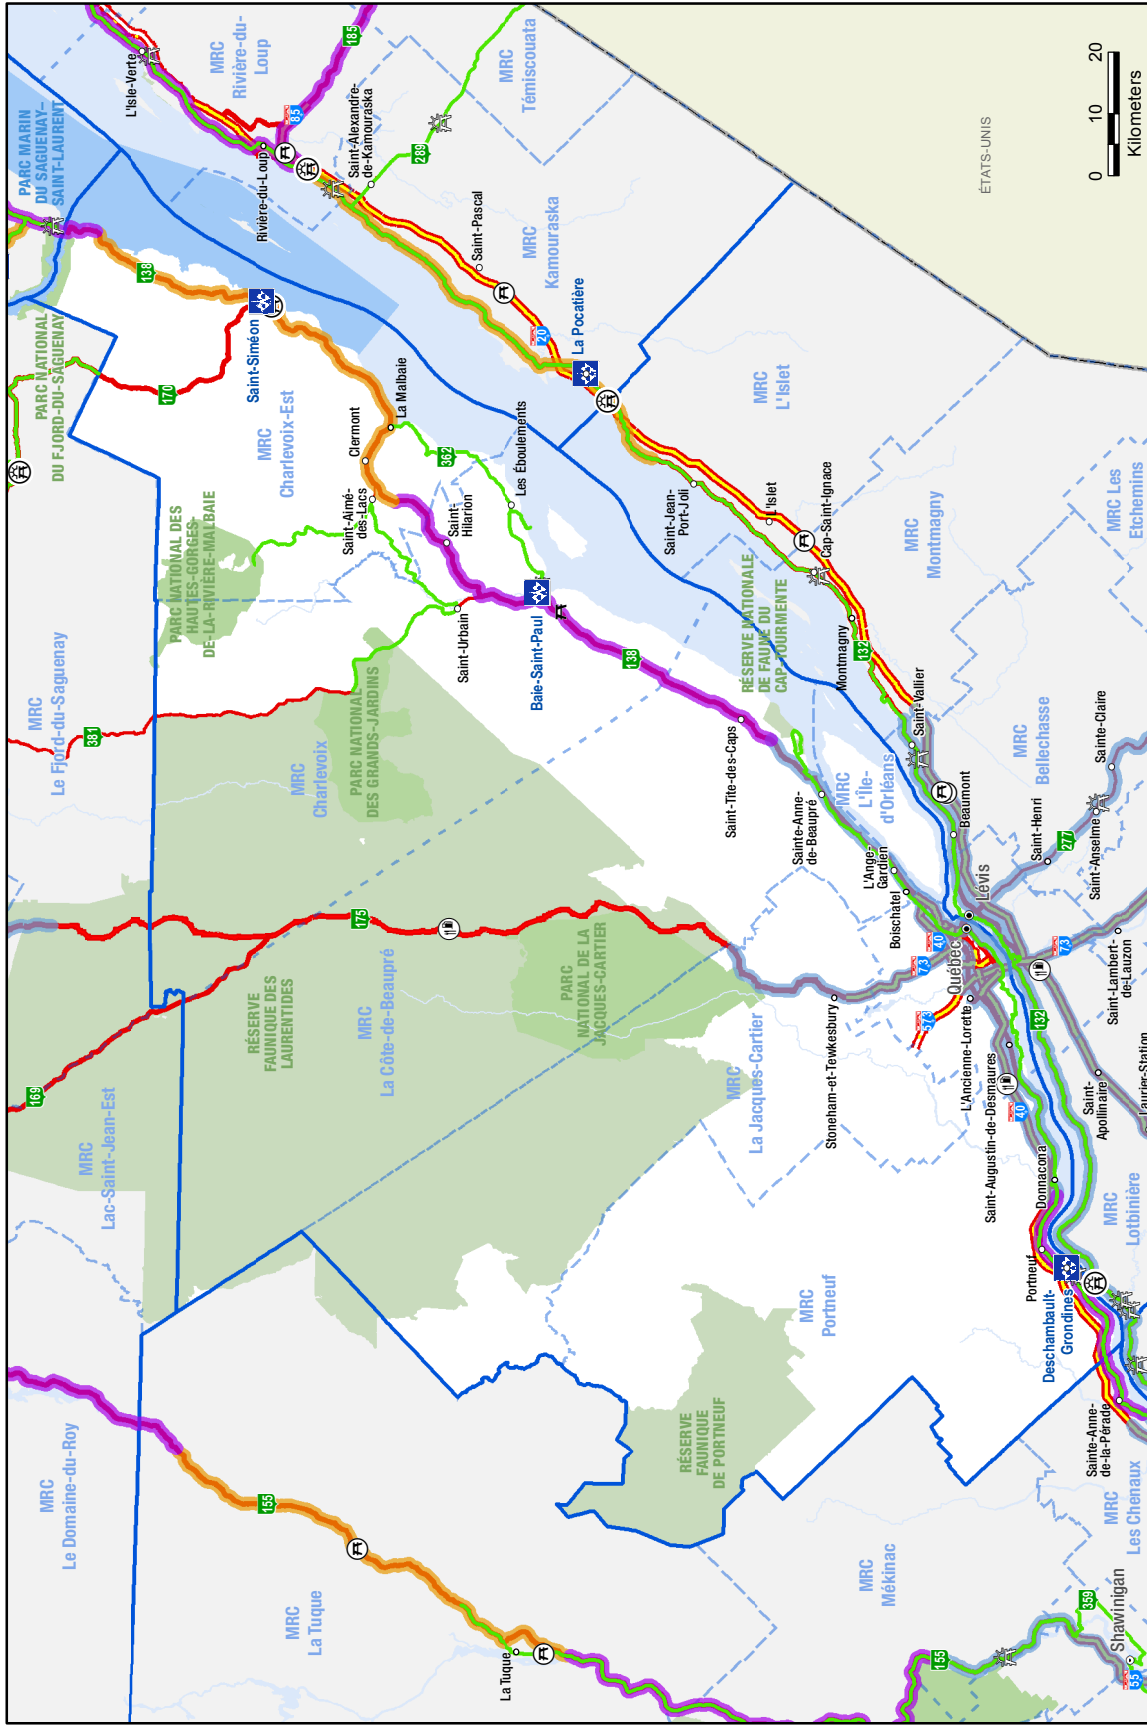 MRC
Le Domaine-du-Roy
MRC
La Tuque
155
La Tuque
155
359
Shawinigan
55
MRC
Mékinac
MRC
Les Chenaux
Sainte-Anne-
de-la-Pérade
RÉSERVE
FAUNIQUE
DE PORTNEUF
MRC
Portneuf
Deschambault-
Grondines
Portneuf
Donnacona
MRC
Lotbinière
169
MRC
Lac-Saint-Jean-Est
RÉSERVE
FAUNIQUE DES
LAURENTIDES
MRC
La Côte-de-Beaupré
175
PARC
NATIONAL DE LA
JACQUES-CARTIER
MRC
La Jacques-Cartier
Stoneham-et-Tewkesbury
L'Ancienne-Lorette
Saint-Augustin-de-Desmaures
40
573
73
40
Québec
Lévis
132
73
Saint-
Apollinaire
Laurier-Station
Saint-Lambert-
de-Lauzon
MRC
Le Fjord-du-Saguenay
381
MRC
Charlevoix
PARC NATIONAL
DES GRANDS-JARDINS
PARC NATIONAL DES
HAUTES-GORGES-
DE-LA-RIVIÈRE-MALBAIE
Saint-Urbain
Baie-Saint-Paul
138
Saint-Tite-des-Caps
Sainte-Anne-
de-Beaupré
L'Ange-
Gardien
Boischatel
MRC
L'Île-
d'Orléans
Beaumont
Saint-Vallier
Saint-Henri
277
Saint-Anselme
Sainte-Claire
MRC
Bellechasse
RÉSERVE NATIONALE
DE FAUNE DU
CAP-TOURMENTE
Montmagny
132
Cap-Saint-Ignace
MRC
Montmagny
MRC Les
Etchemins
L'Islet
Saint-Jean-
Port-Joli
MRC
L'Islet
PARC NATIONAL
DU FJORD-DU-SAGUENAY
170
138
MRC
Charlevoix-Est
Saint-Siméon
Clermont
La Malbaie
Saint-Aimé-
des-Lacs
Saint-
Hilarion
362
Les Éboulements
La Pocatière
20
MRC
Kamouraska
Saint-Pascal
PARC MARIN
DU SAGUENAY–
SAINT-LAURENT
L'Isle-Verte
MRC
Rivière-du-
Loup
185
85
Rivière-du-Loup
Saint-Alexandre-
de-Kamouraska
289
MRC
Témiscouata
ÉTATS-UNIS
0 10 20
Kilometers